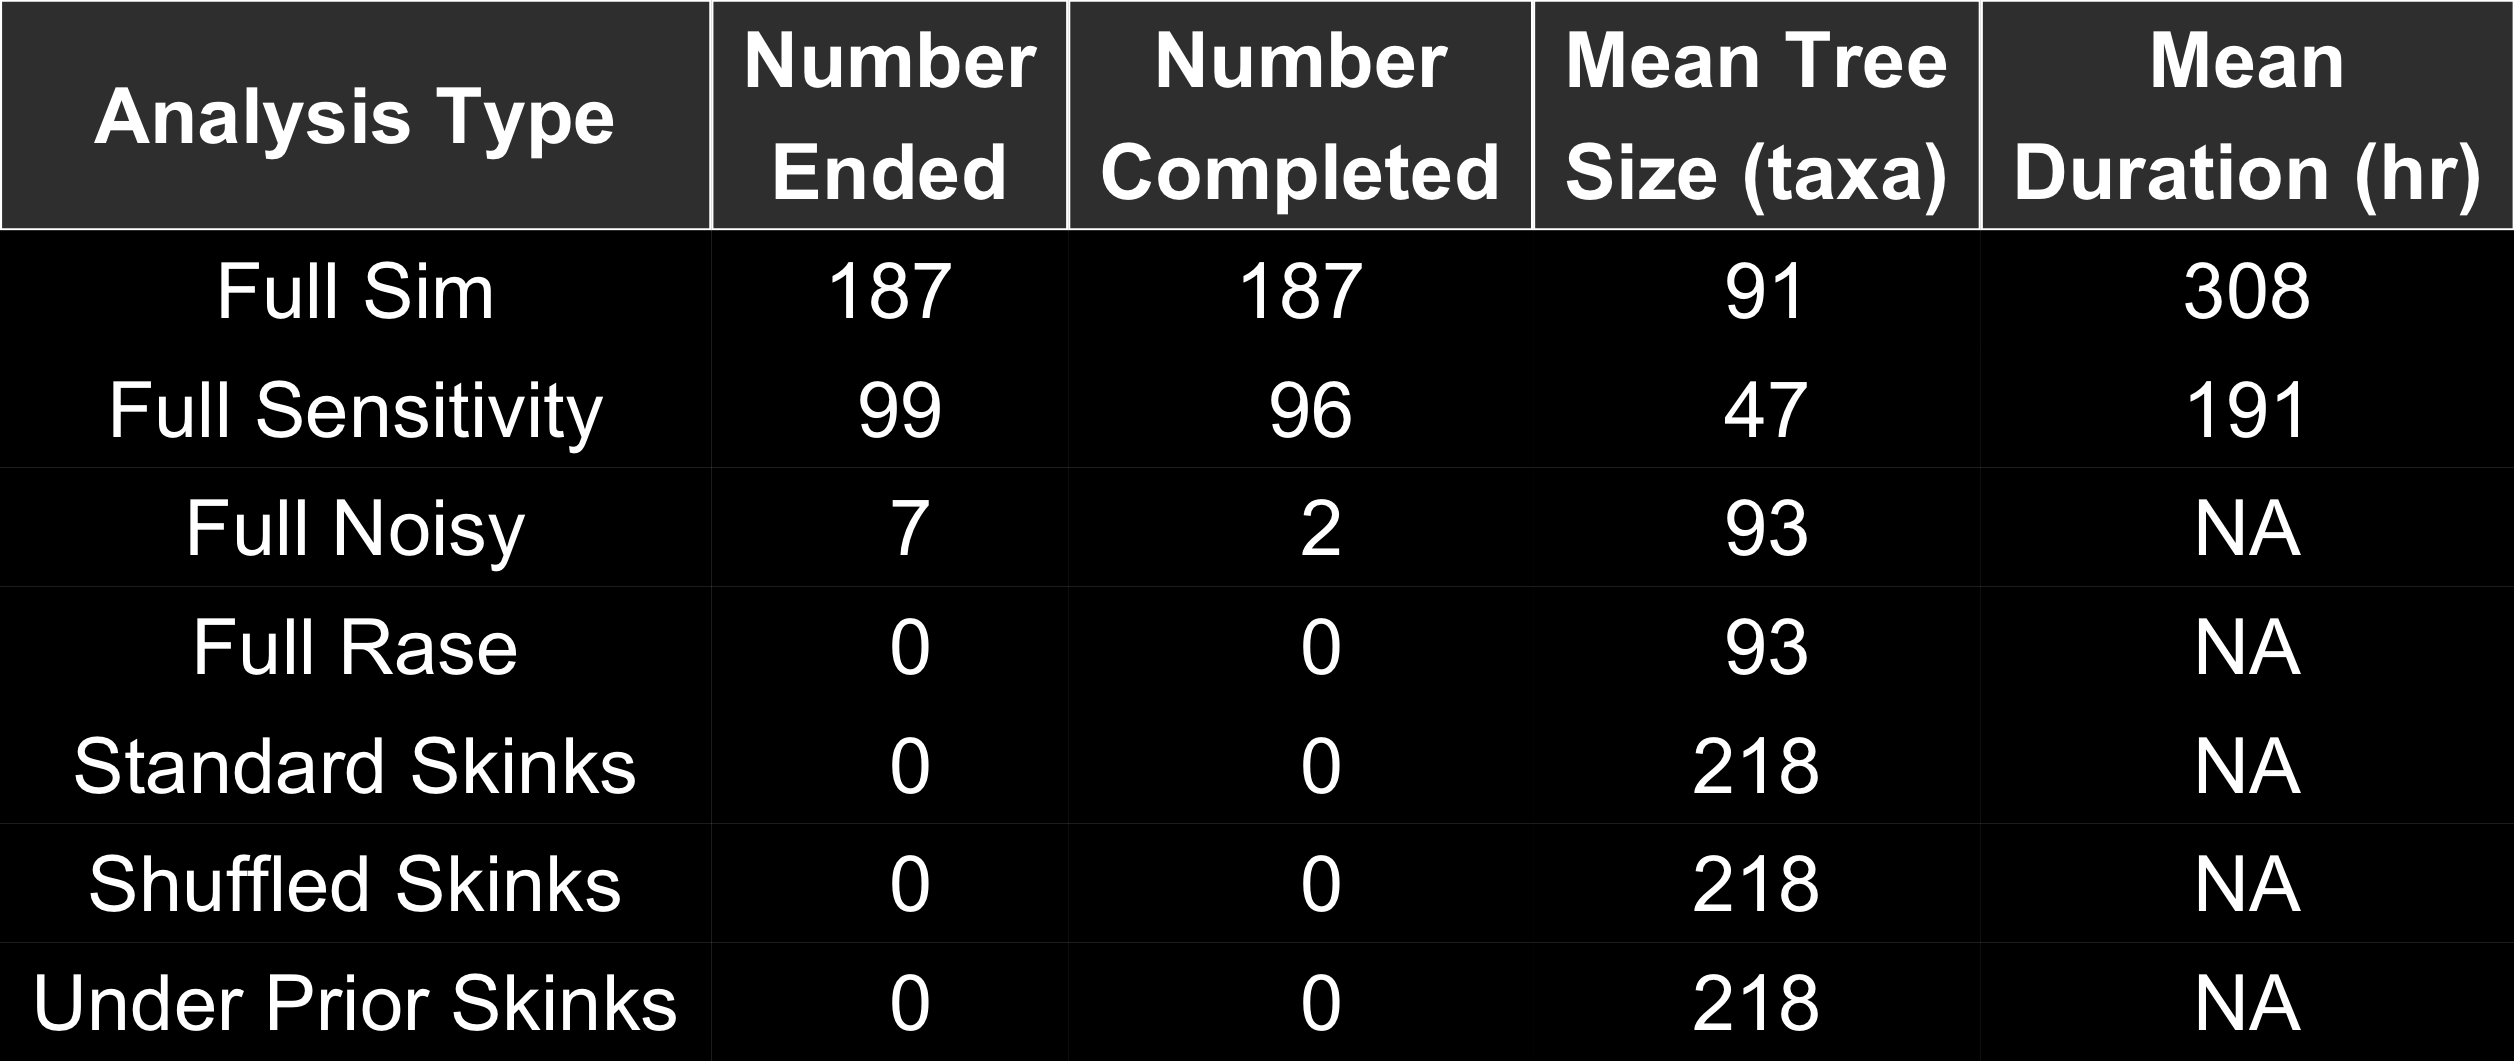 Analysis Type Number Ended Number Completed Mean Tree Size (taxa) Mean Duration (hr)
Full Sim 187 187 91 308
Full Sensitivity 99 96 47 191
Full Noisy 7 2 93 NA
Full Rase 0 0 93 NA
Standard Skinks 0 0 218 NA
Shuffled Skinks 0 0 218 NA
Under Prior Skinks 0 0 218 NA